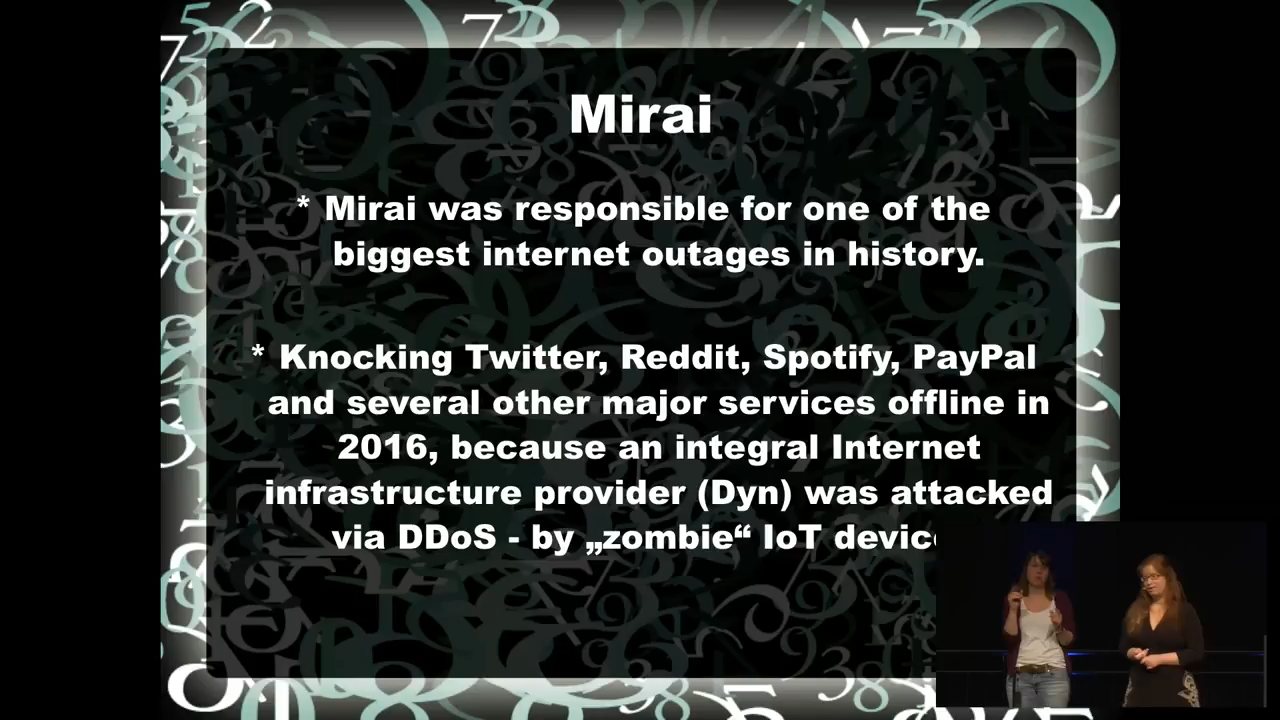 Mirai
* Mirai was responsible for one of the
biggest internet outages in history.
* Knocking Twitter, Reddit, Spotify, PayPal
and several other major services offline in
2016, because an integral Internet
infrastructure provider (Dyn) was attacked
via DDoS - by „zombie“ IoT